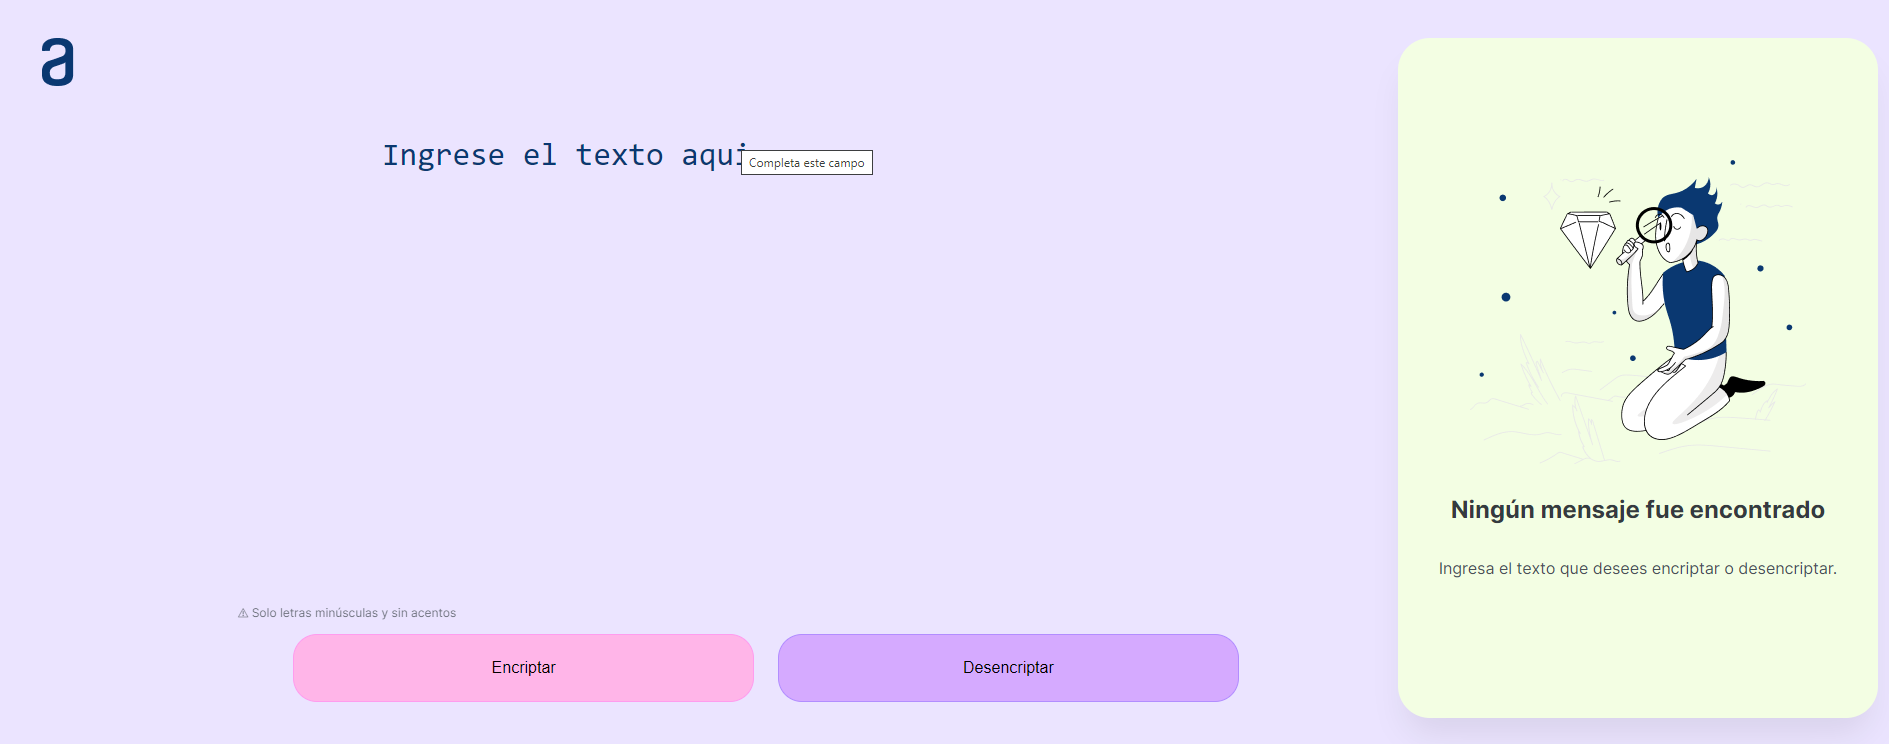 a
Ingrese el texto aqui
Completa este campo
⚠ Solo letras minúsculas y sin acentos
Encriptar
Desencriptar
Ningún mensaje fue encontrado
Ingresa el texto que desees encriptar o desencriptar.